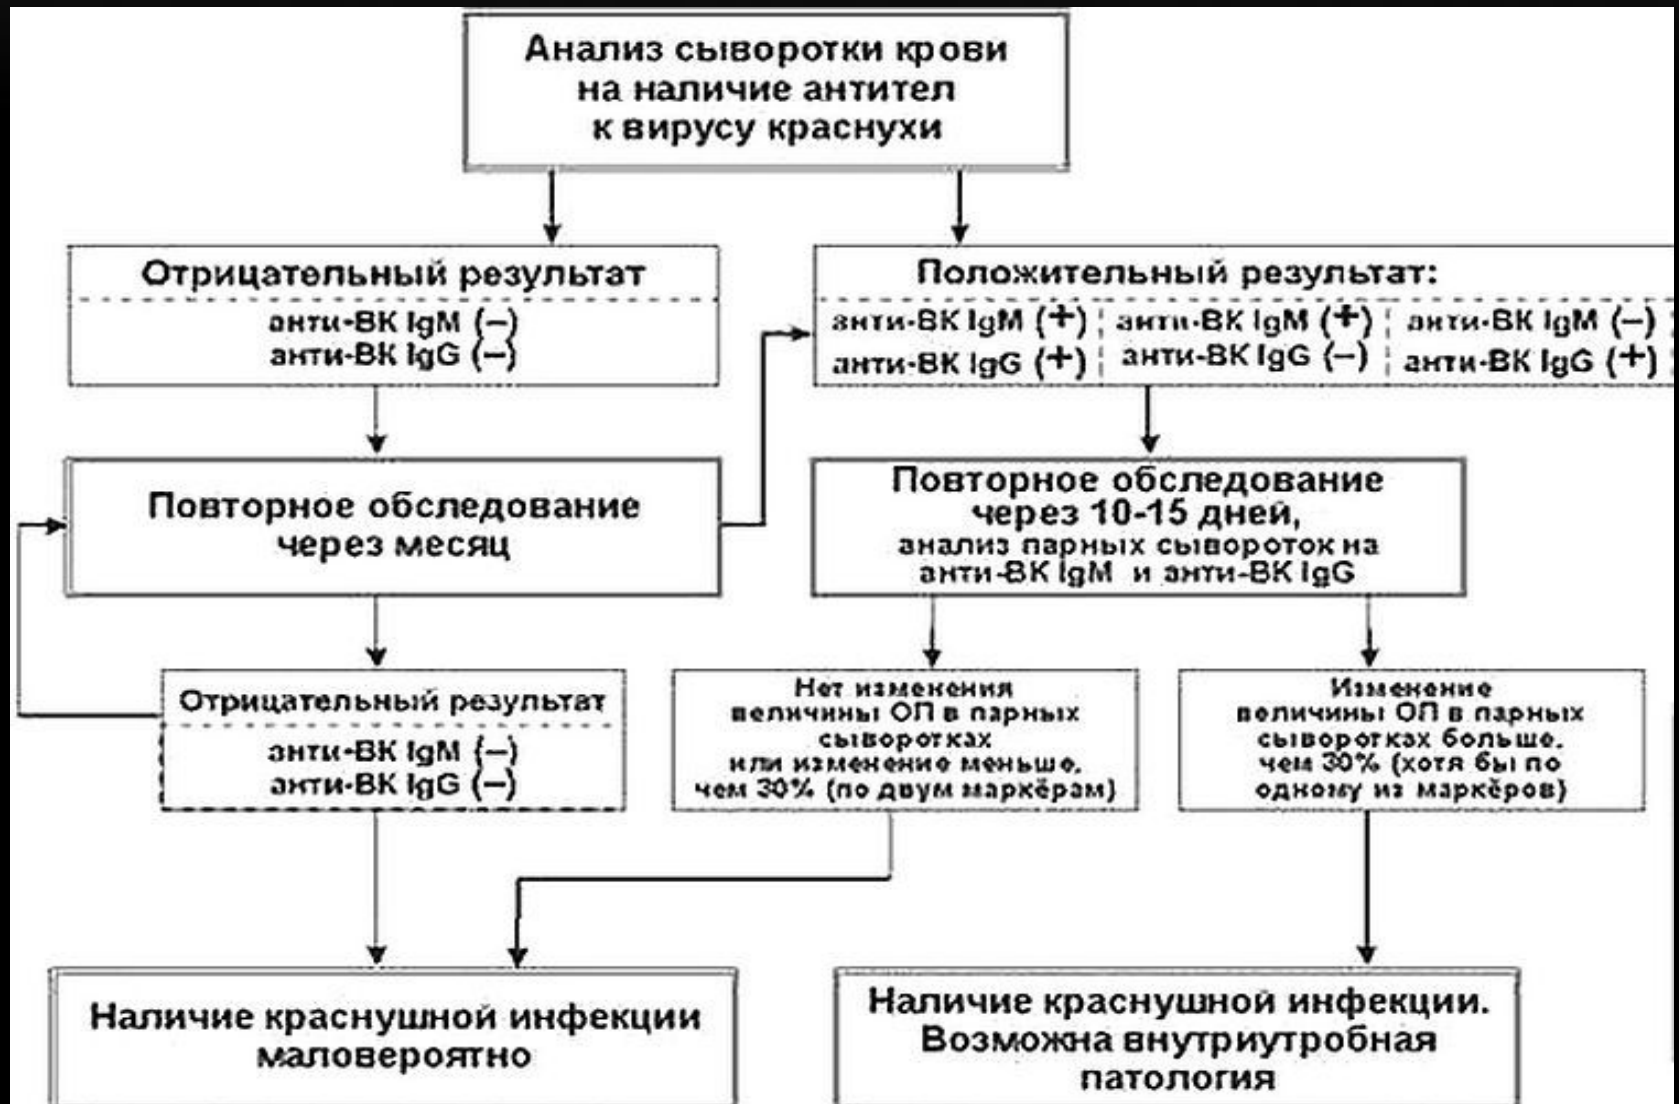 Анализ сыворотки крови
на наличие антител
к вирусу краснухи
Отрицательный результат
анти-ВК IgM (–)
анти-ВК IgG (–)
Положительный результат:
анти-ВК IgM (+)
анти-ВК IgG (+)
анти-ВК IgM (+)
анти-ВК IgG (–)
анти-ВК IgM (–)
анти-ВК IgG (+)
Повторное обследование
через месяц
Повторное обследование
через 10-15 дней,
анализ парных сывороток на
анти-ВК IgM и анти-ВК IgG
Отрицательный результат
анти-ВК IgM (–)
анти-ВК IgG (–)
Нет изменения
величины ОП в парных
сыворотках
или изменение меньше,
чем 30% (по двум маркёрам)
Изменение
величины ОП в парных
сыворотках больше,
чем 30% (хотя бы по
одному из маркёров)
Наличие краснушной инфекции
маловероятно
Наличие краснушной инфекции.
Возможна внутриутробная
патология